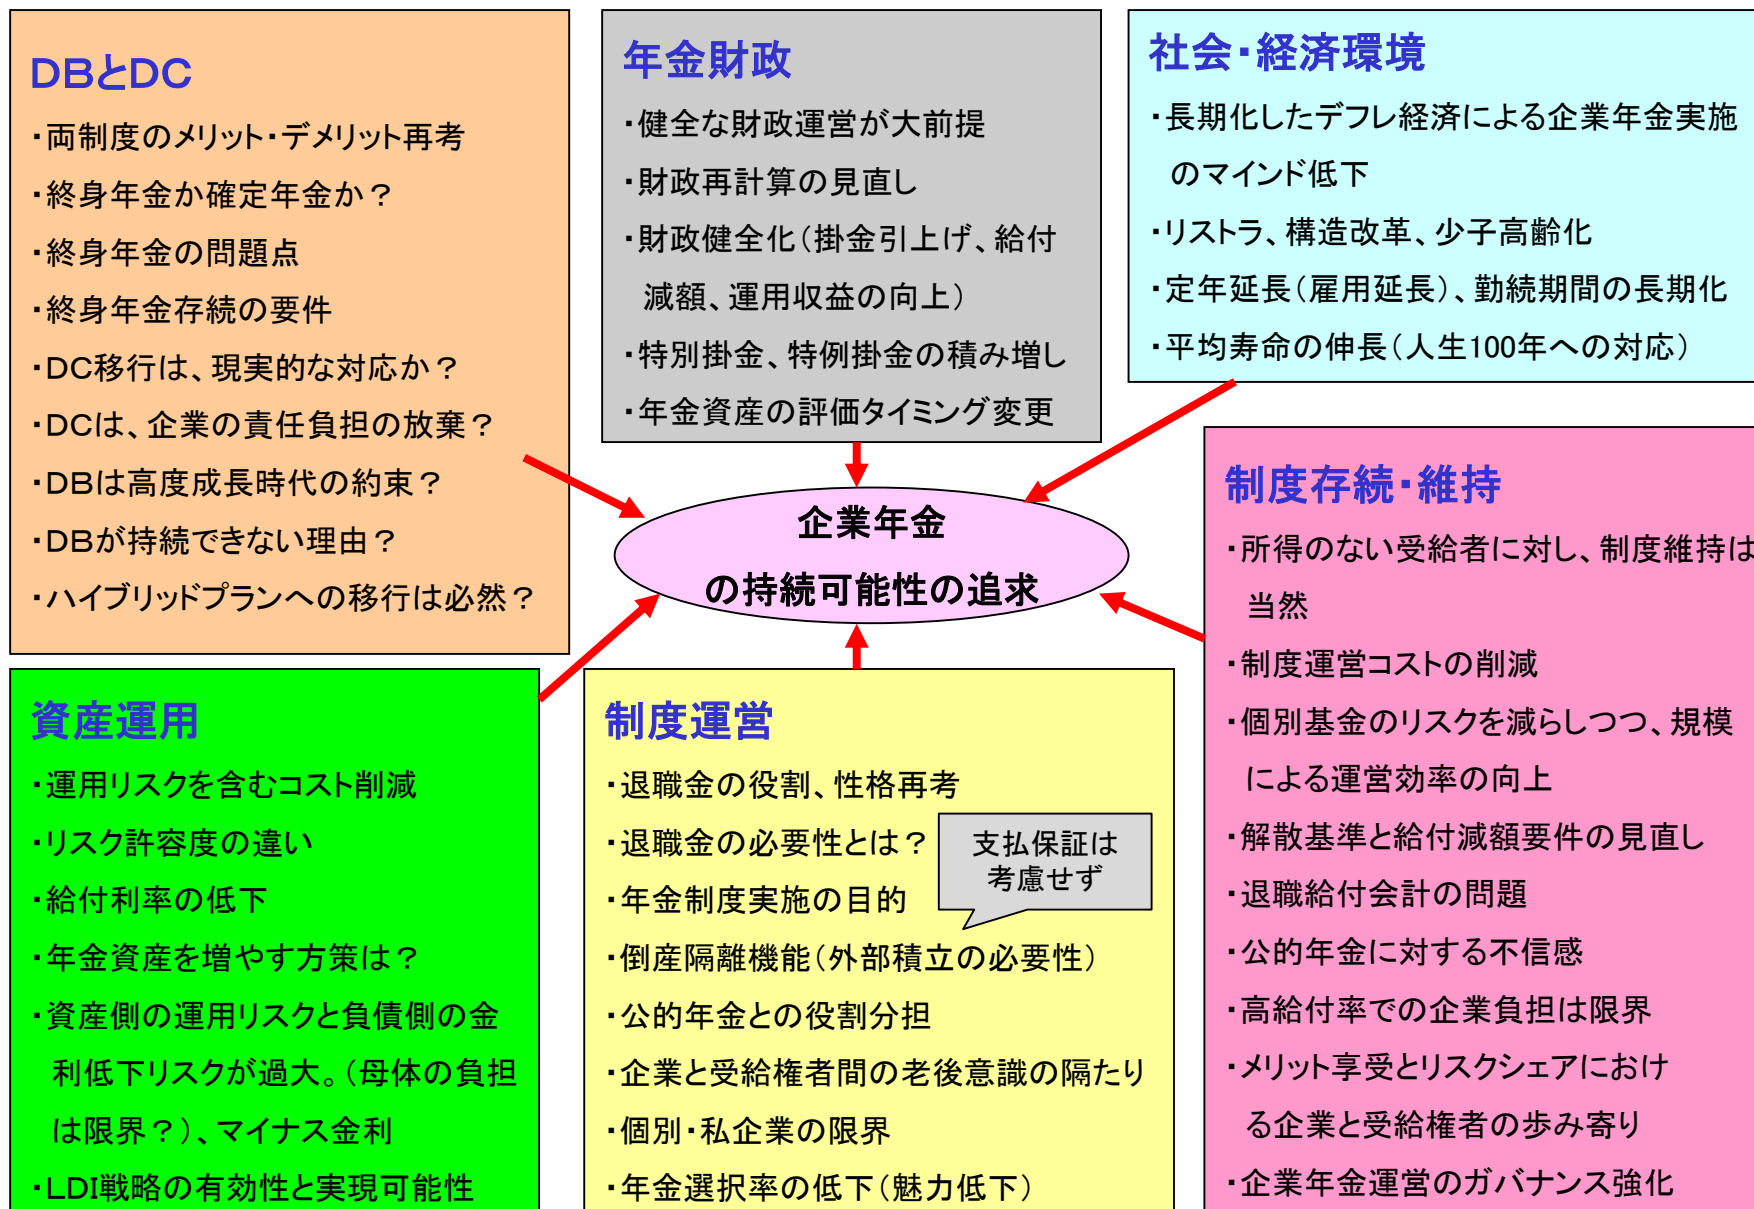 DBとDC
・両制度のメリット・デメリット再考
・終身年金か確定年金か？
・終身年金の問題点
・終身年金存続の要件
・DC移行は、現実的な対応か？
・DCは、企業の責任負担の放棄？
・DBは高度成長時代の約束？
・DBが持続できない理由？
・ハイブリッドプランへの移行は必然？
年金財政
・健全な財政運営が大前提
・財政再計算の見直し
・財政健全化（掛金引上げ、給付
減額、運用収益の向上）
・特別掛金、特例掛金の積み増し
・年金資産の評価タイミング変更
社会・経済環境
・長期化したデフレ経済による企業年金実施
のマインド低下
・リストラ、構造改革、少子高齢化
・定年延長（雇用延長）、勤続期間の長期化
・平均寿命の伸長（人生100年への対応）
企業年金
の持続可能性の追求
制度存続・維持
・所得のない受給者に対し、制度維持は
当然
・制度運営コストの削減
・個別基金のリスクを減らしつつ、規模
による運営効率の向上
・解散基準と給付減額要件の見直し
・退職給付会計の問題
・公的年金に対する不信感
・高給付率での企業負担は限界
・メリット享受とリスクシェアにおけ
る企業と受給権者の歩み寄り
・企業年金運営のガバナンス強化
資産運用
・運用リスクを含むコスト削減
・リスク許容度の違い
・給付利率の低下
・年金資産を増やす方策は？
・資産側の運用リスクと負債側の金
利低下リスクが過大。（母体の負担
は限界？）、マイナス金利
・LDI戦略の有効性と実現可能性
制度運営
・退職金の役割、性格再考
・退職金の必要性とは？
・年金制度実施の目的
・倒産隔離機能（外部積立の必要性）
・公的年金との役割分担
・企業と受給権者間の老後意識の隔たり
・個別・私企業の限界
・年金選択率の低下（魅力低下）
支払保証は
考慮せず